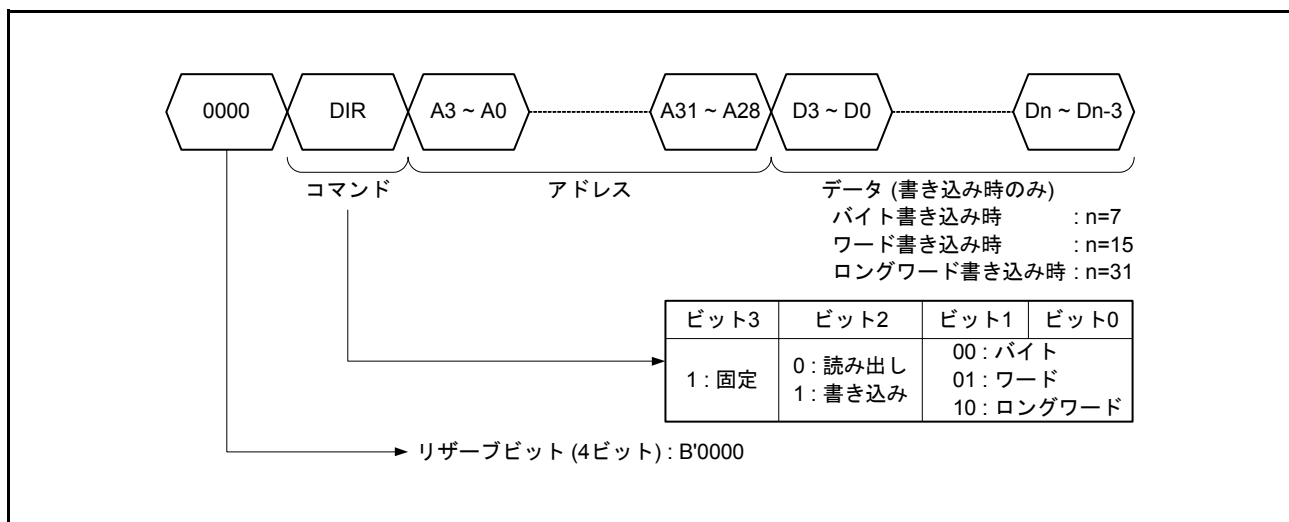 0000 DIR A3 ~ A0 A31 ~ A28 D3 ~ D0 Dn ~ Dn-3
コマンド アドレス データ (書き込み時のみ)
バイト書き込み時 : n=7
ワード書き込み時 : n=15
ロングワード書き込み時 : n=31
ビット3 ビット2 ビット1 ビット0
1 : 固定
0 : 読み出し
1 : 書き込み
00 : バイト
01 : ワード
10 : ロングワード
リザーブビット (4ビット) : B'0000